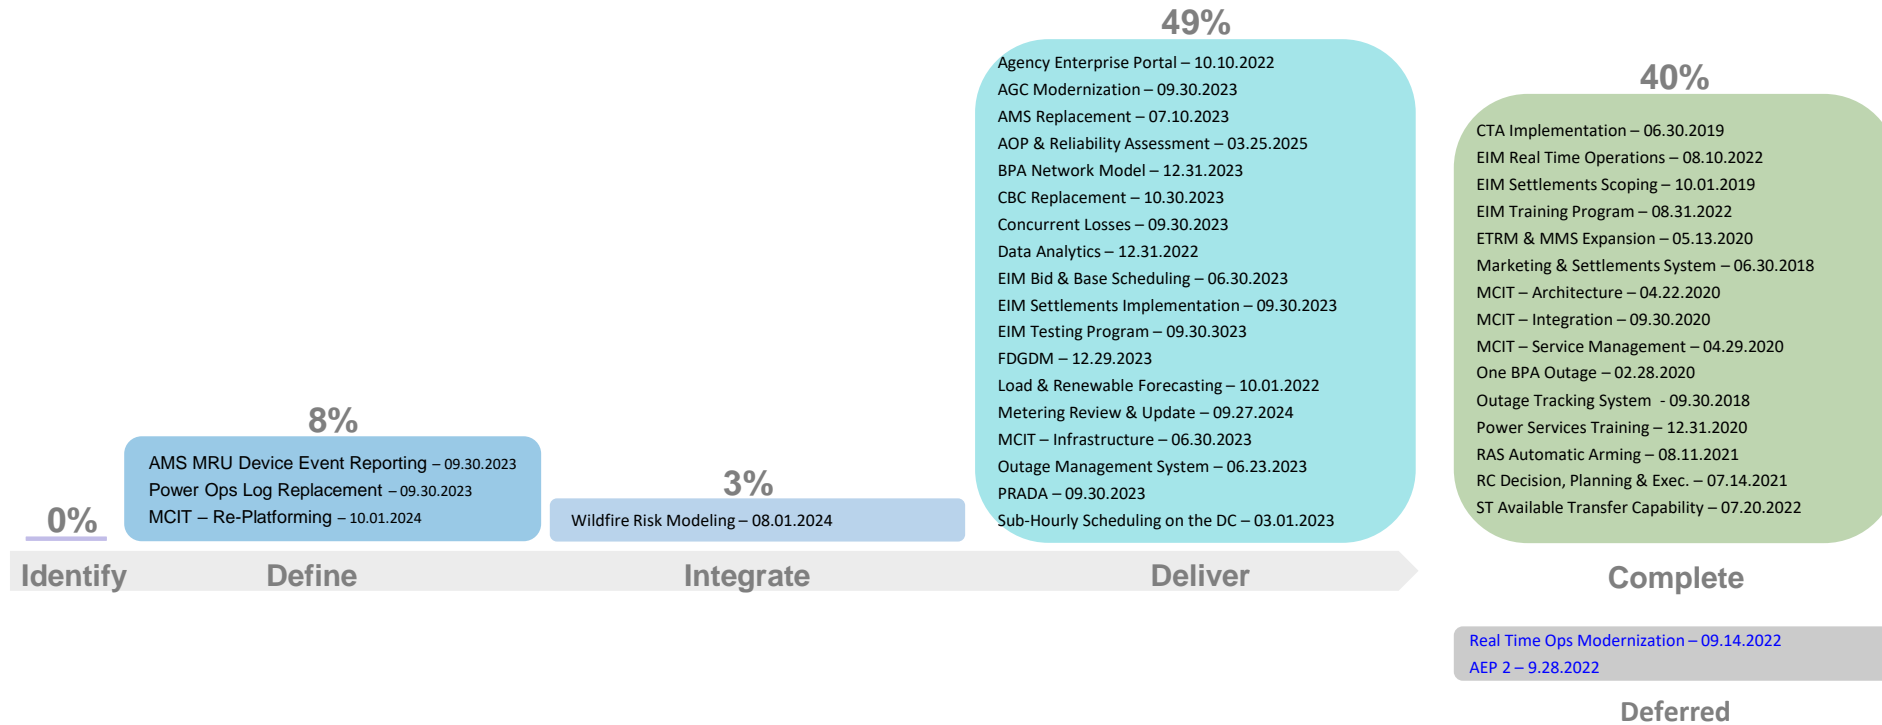 0%
Identify
8%
AMS MRU Device Event Reporting – 09.30.2023
Power Ops Log Replacement – 09.30.2023
MCIT – Re-Platforming – 10.01.2024
Define
3%
Wildfire Risk Modeling – 08.01.2024
Integrate
49%
Agency Enterprise Portal – 10.10.2022
AGC Modernization – 09.30.2023
AMS Replacement – 07.10.2023
AOP & Reliability Assessment – 03.25.2025
BPA Network Model – 12.31.2023
CBC Replacement – 10.30.2023
Concurrent Losses – 09.30.2023
Data Analytics – 12.31.2022
EIM Bid & Base Scheduling – 06.30.2023
EIM Settlements Implementation – 09.30.2023
EIM Testing Program – 09.30.3023
FDGDM – 12.29.2023
Load & Renewable Forecasting – 10.01.2022
Metering Review & Update – 09.27.2024
MCIT – Infrastructure – 06.30.2023
Outage Management System – 06.23.2023
PRADA – 09.30.2023
Sub-Hourly Scheduling on the DC – 03.01.2023
Deliver
40%
CTA Implementation – 06.30.2019
EIM Real Time Operations – 08.10.2022
EIM Settlements Scoping – 10.01.2019
EIM Training Program – 08.31.2022
ETRM & MMS Expansion – 05.13.2020
Marketing & Settlements System – 06.30.2018
MCIT – Architecture – 04.22.2020
MCIT – Integration – 09.30.2020
MCIT – Service Management – 04.29.2020
One BPA Outage – 02.28.2020
Outage Tracking System - 09.30.2018
Power Services Training – 12.31.2020
RAS Automatic Arming – 08.11.2021
RC Decision, Planning & Exec. – 07.14.2021
ST Available Transfer Capability – 07.20.2022
Complete
Real Time Ops Modernization – 09.14.2022
AEP 2 – 9.28.2022
Deferred